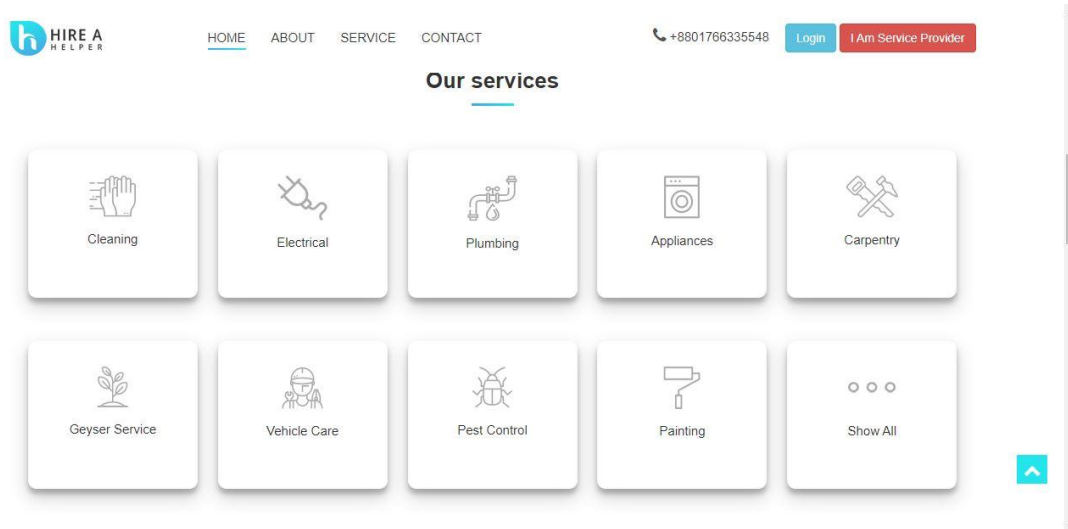 HIRE A
HELPER
HOME ABOUT SERVICE CONTACT
+8801766335548
Login
I Am Service Provider
Our services
Cleaning
Electrical
Plumbing
Appliances
Carpentry
Geyser Service
Vehicle Care
Pest Control
Painting
Show All